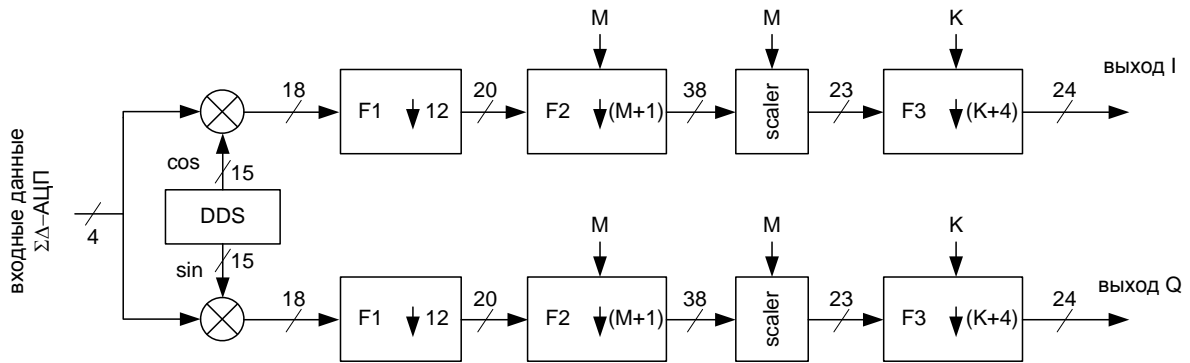 M M K
18 F1 12 20 F2 (M+1) 38 scaler 23 F3 (K+4) 24 выход I
cos 15
входные данные
ΣΔ−АЦП
4
DDS
sin 15
M M K
18 F1 12 20 F2 (M+1) 38 scaler 23 F3 (K+4) 24 выход Q